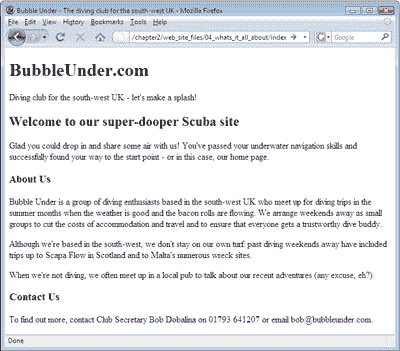 Bubble Under - The diving club for the south-west UK - Mozilla Firefox
File Edit View History Bookmarks Tools Help
/chapter2/web_site_files/04_whats_it_all_about/index
Google
BubbleUnder.com
Diving club for the south-west UK - let's make a splash!
Welcome to our super-dooper Scuba site
Glad you could drop in and share some air with us! You've passed your underwater navigation skills and
successfully found your way to the start point - or in this case, our home page.
About Us
Bubble Under is a group of diving enthusiasts based in the south-west UK who meet up for diving trips in the
summer months when the weather is good and the bacon rolls are flowing. We arrange weekends away as small
groups to cut the costs of accommodation and travel and to ensure that everyone gets a trustworthy dive buddy.
Although we're based in the south-west, we don't stay on our own turf: past diving weekends away have included
trips up to Scapa Flow in Scotland and to Malta's numerous wreck sites.
When we're not diving, we often meet up in a local pub to talk about our recent adventures (any excuse, eh?).
Contact Us
To find out more, contact Club Secretary Bob Dobalina on 01793 641207 or email bob@bubbleunder.com.
Done